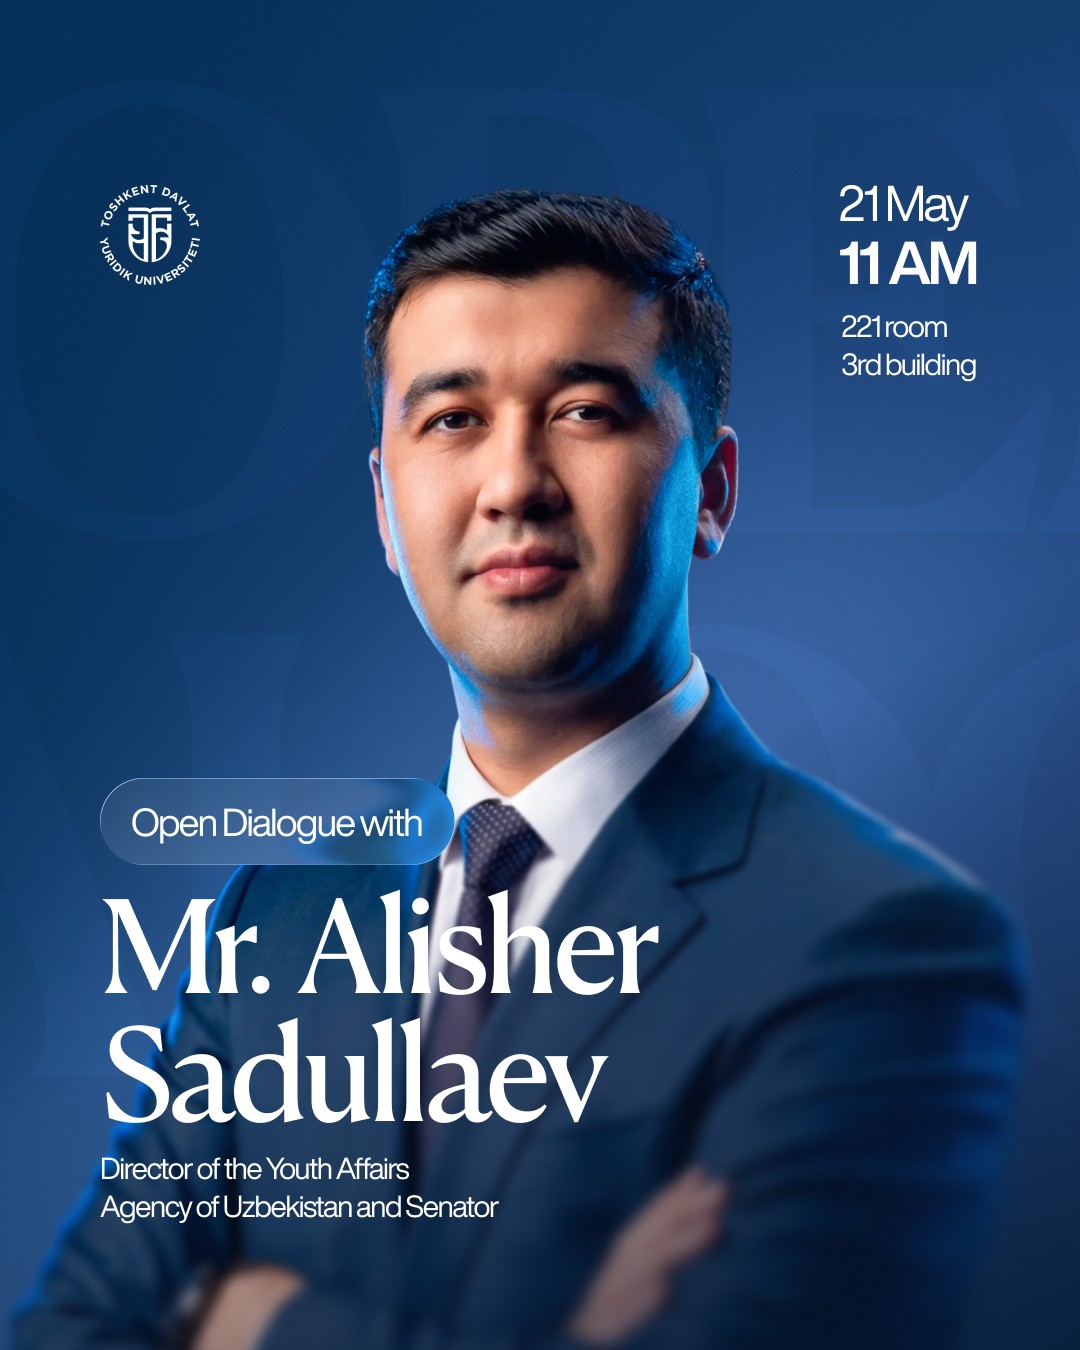 TOSHKENT DAVLAT
YURIDIK UNIVERSITETI
21 May
11 AM
221 room
3rd building
Open Dialogue with
Mr. Alisher
Sadullaev
Director of the Youth Affairs
Agency of Uzbekistan and Senator